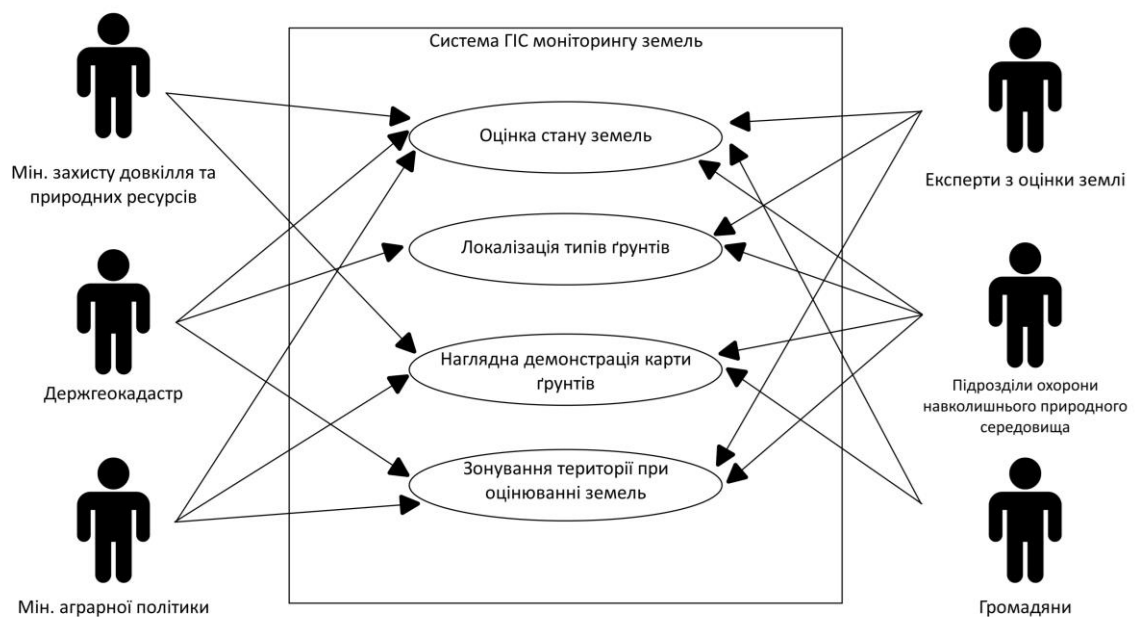 Система ГІС моніторингу земель
Мін. захисту довкілля та
природних ресурсів
Держгеокадастр
Мін. аграрної політики
Оцінка стану земель
Локалізація типів ґрунтів
Наглядна демонстрація карти
ґрунтів
Зонування території при
оцінюванні земель
Експерти з оцінки землі
Підрозділи охорони
навколишнього природного
середовища
Громадяни